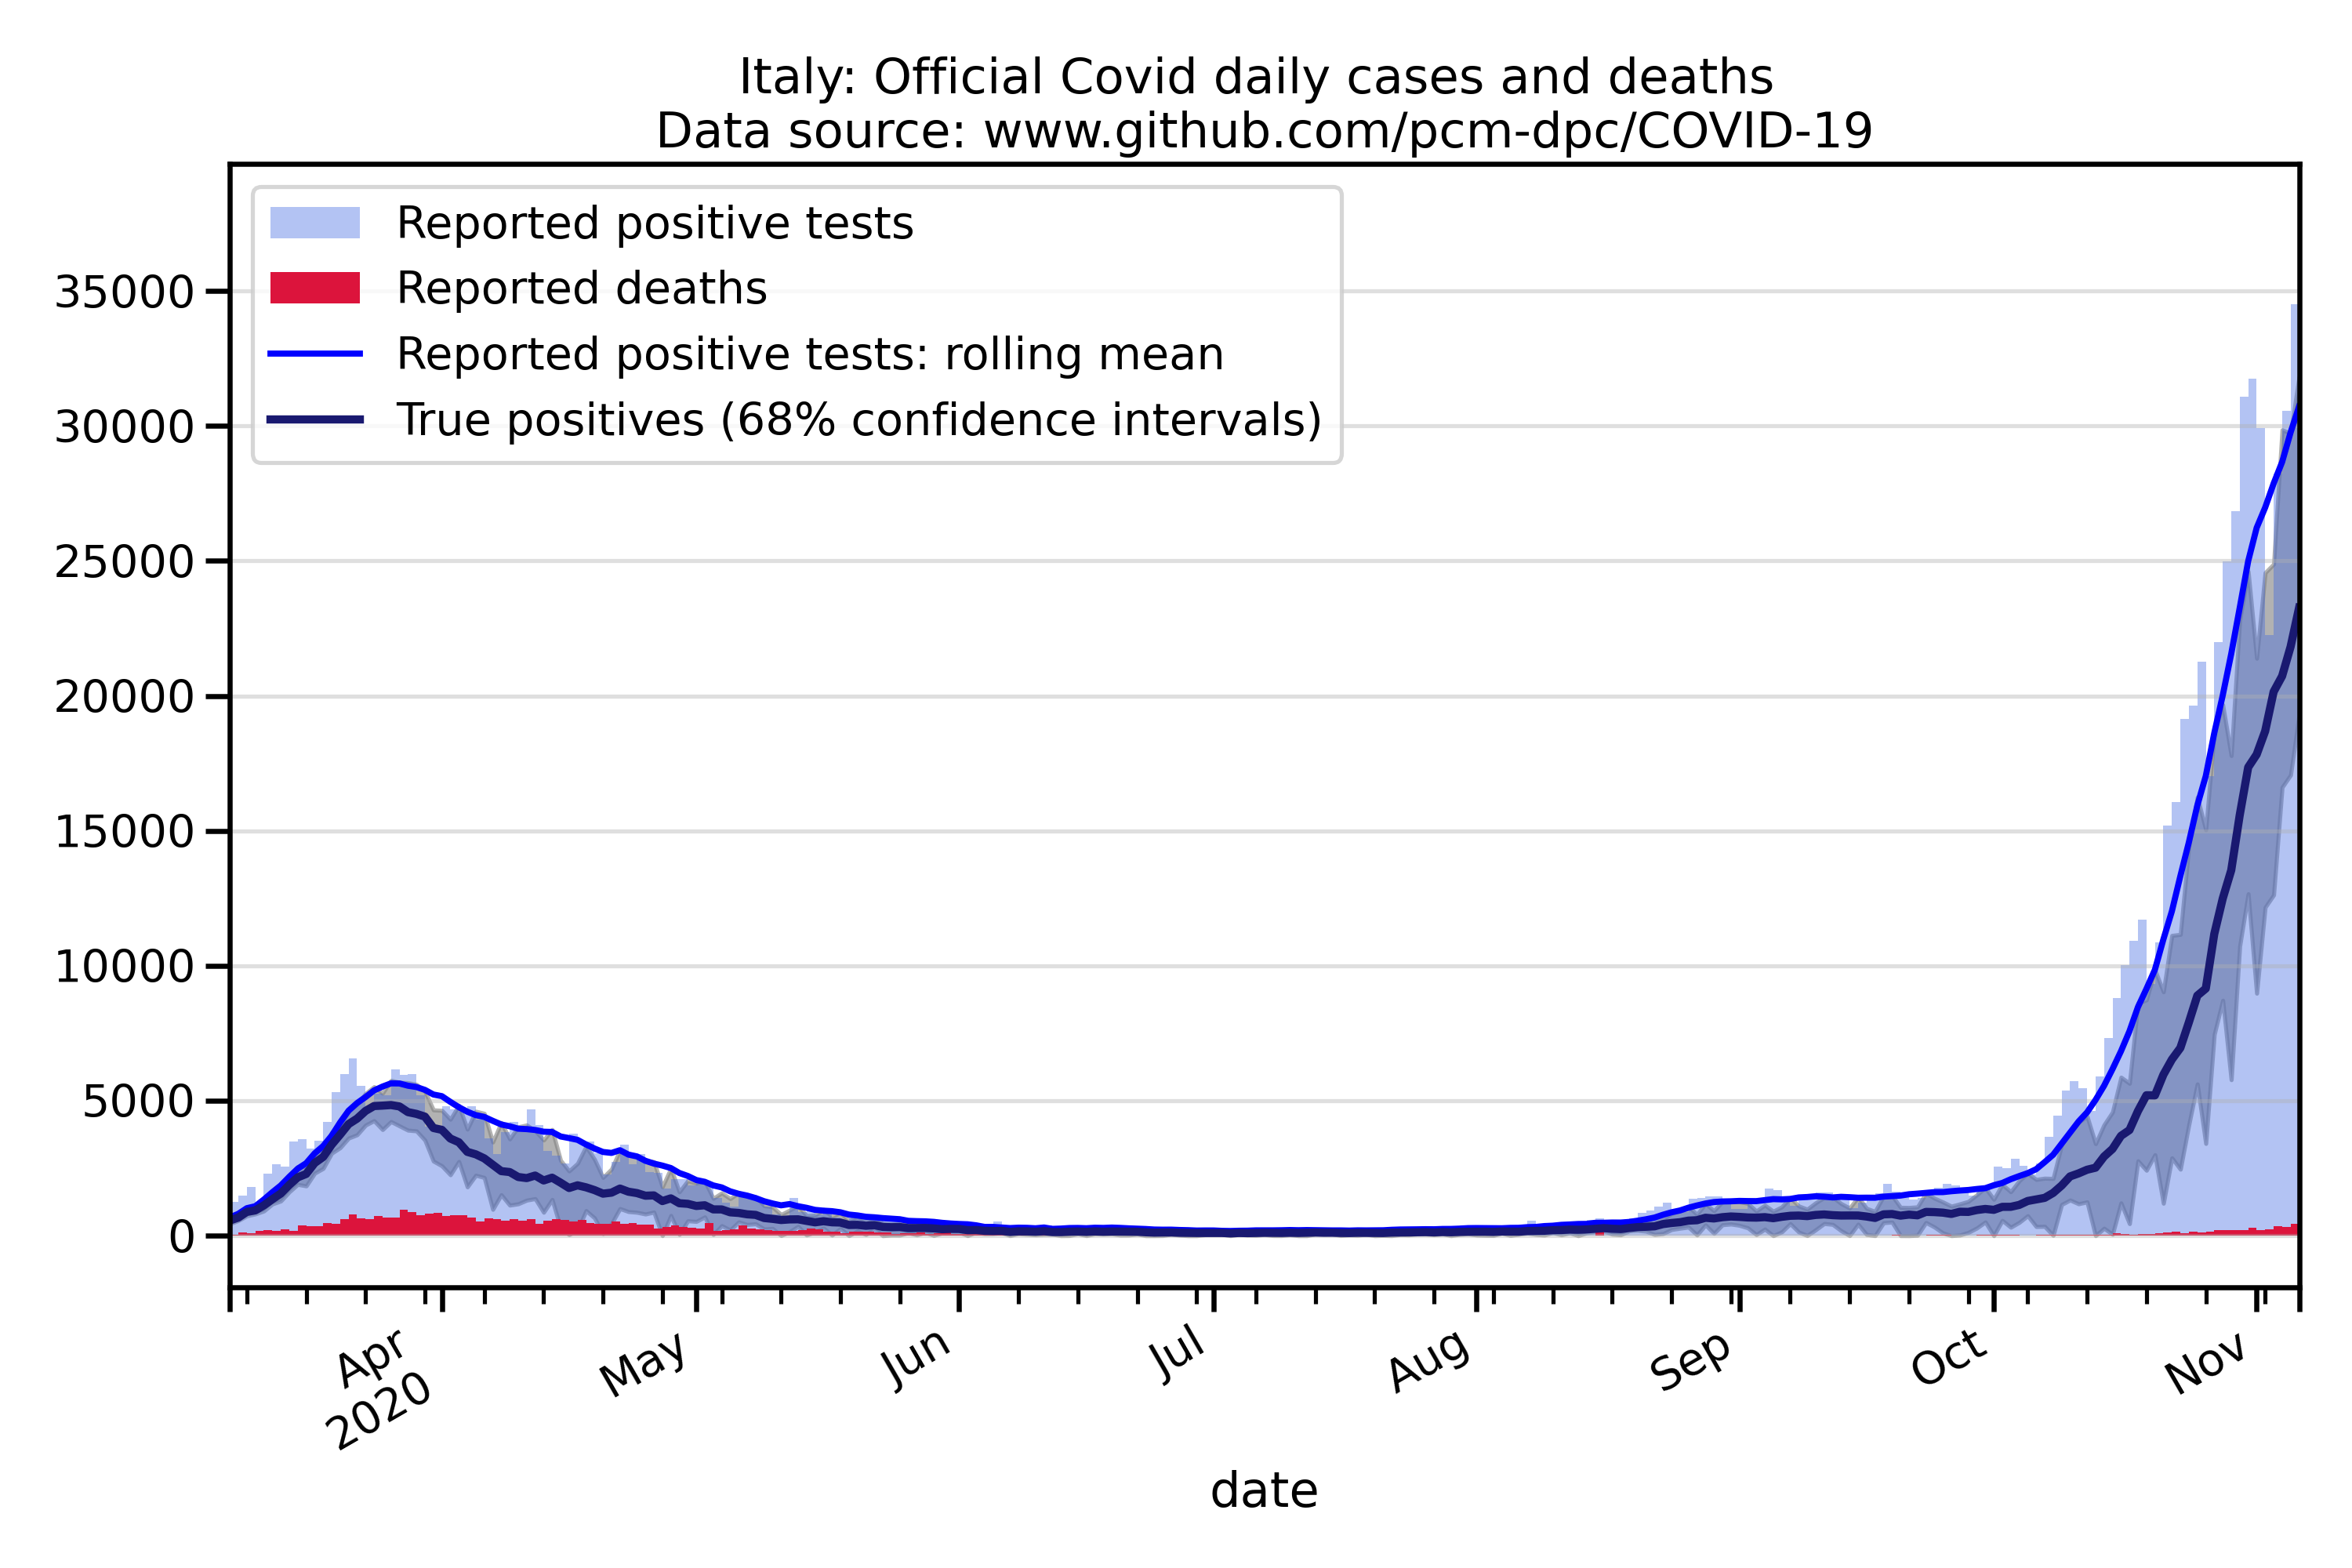 Italy: Official Covid daily cases and deaths
Data source: www.github.com/pcm-dpc/COVID-19
Reported positive tests
Reported deaths
Reported positive tests: rolling mean
True positives (68% confidence intervals)
35000
30000
25000
20000
15000
10000
5000
0
Apr
2020
May
Jun
Jul
Aug
Sep
Oct
Nov
date